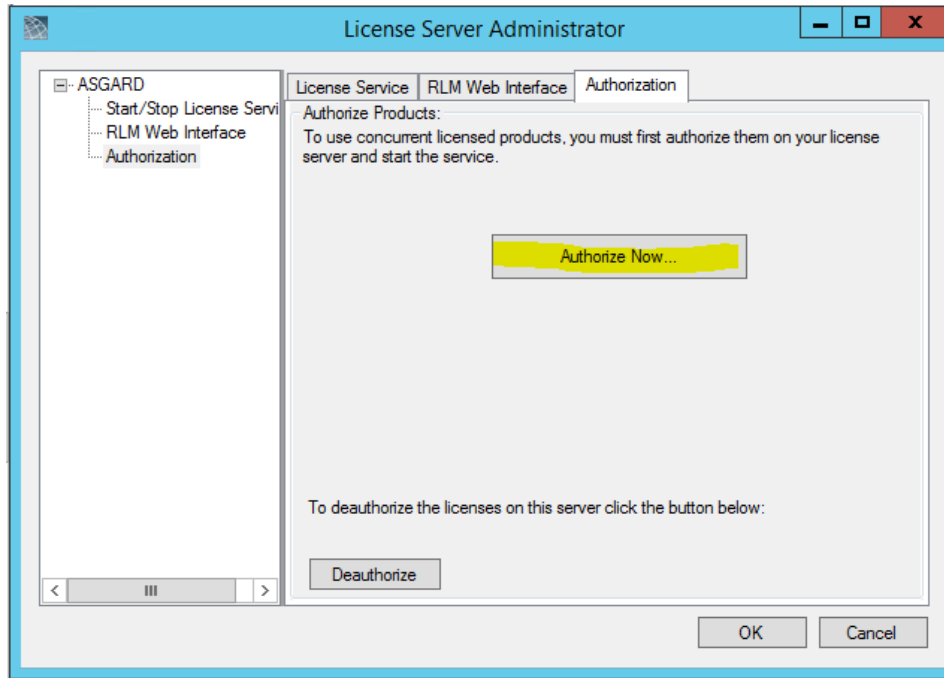 License Server Administrator
ASGARD
Start/Stop License Servi
RLM Web Interface
Authorization
License Service
RLM Web Interface
Authorization
Authorize Products:
To use concurrent licensed products, you must first authorize them on your license
server and start the service.
Authorize Now...
To deauthorize the licenses on this server click the button below:
Deauthorize
OK
Cancel